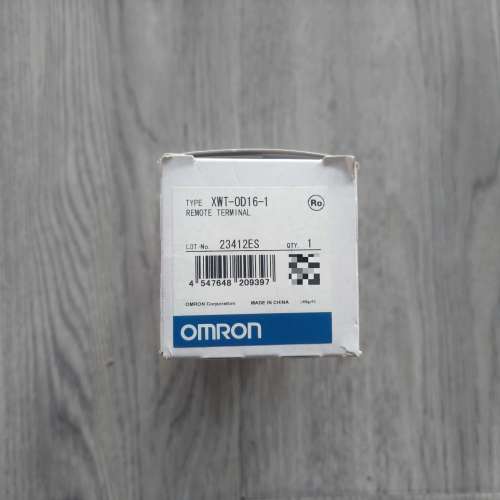 TYPE XWT-OD16-1
REMOTE TERMINAL
Ro
LOT No. 23412ES QTY. 1
4 547648 209397
OMRON Corporation MADE IN CHINA
OMRON